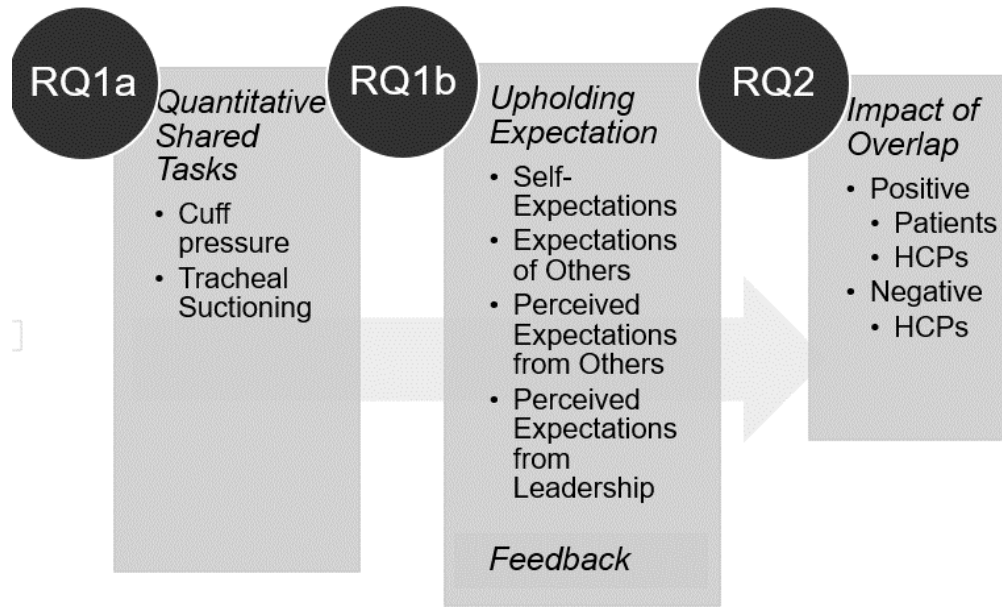 RQ1a
Quantitative
Shared
Tasks
• Cuff
pressure
• Tracheal
Suctioning
RQ1b
Upholding
Expectation
• Self-
Expectations
• Expectations
of Others
• Perceived
Expectations
from Others
• Perceived
Expectations
from
Leadership
Feedback
RQ2
Impact of
Overlap
• Positive
• Patients
• HCPs
• Negative
• HCPs